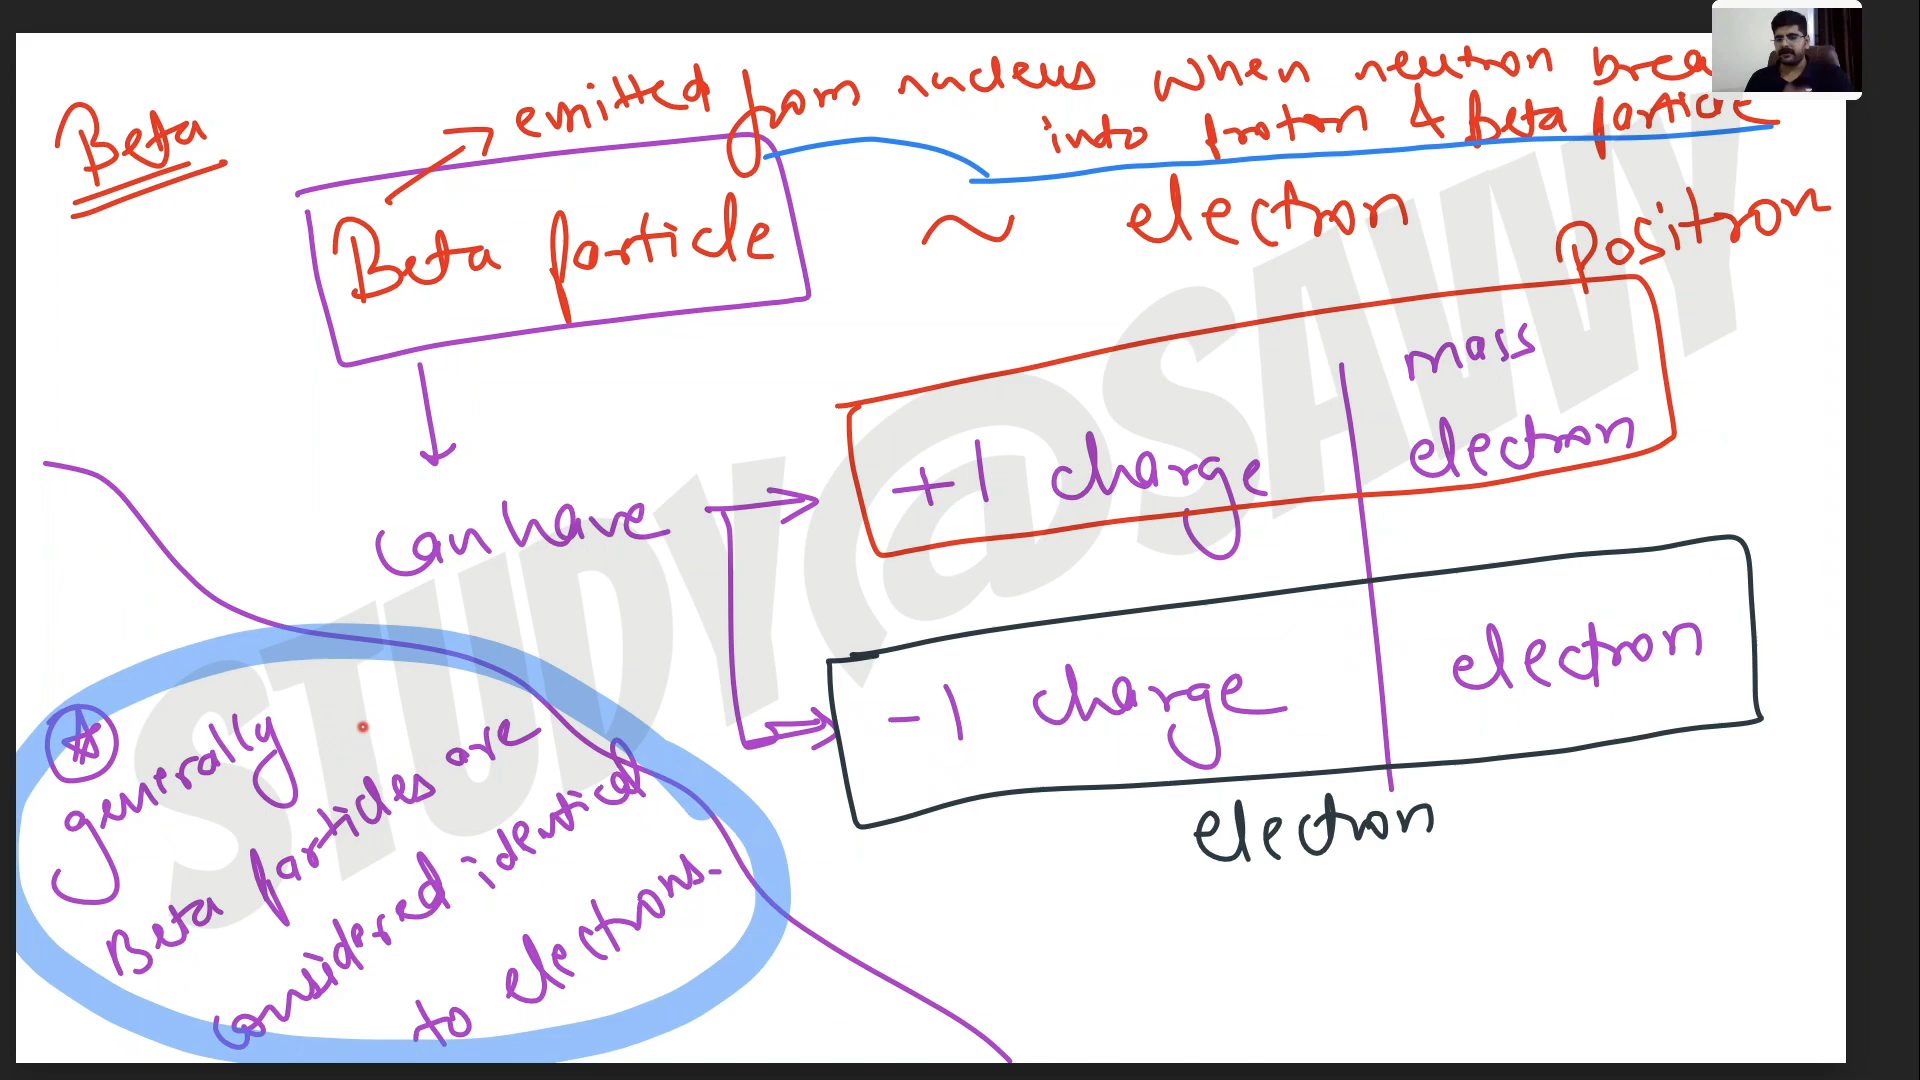 Beta
emitted from nucleus when neutron brea
into proton & Beta particle
Beta particle ~ electron
Positron
mass
can have
+1 charge electron
-1 charge electron
electron
generally
Beta particles are
considered identical
to electrons.
STUDY@SAVVY